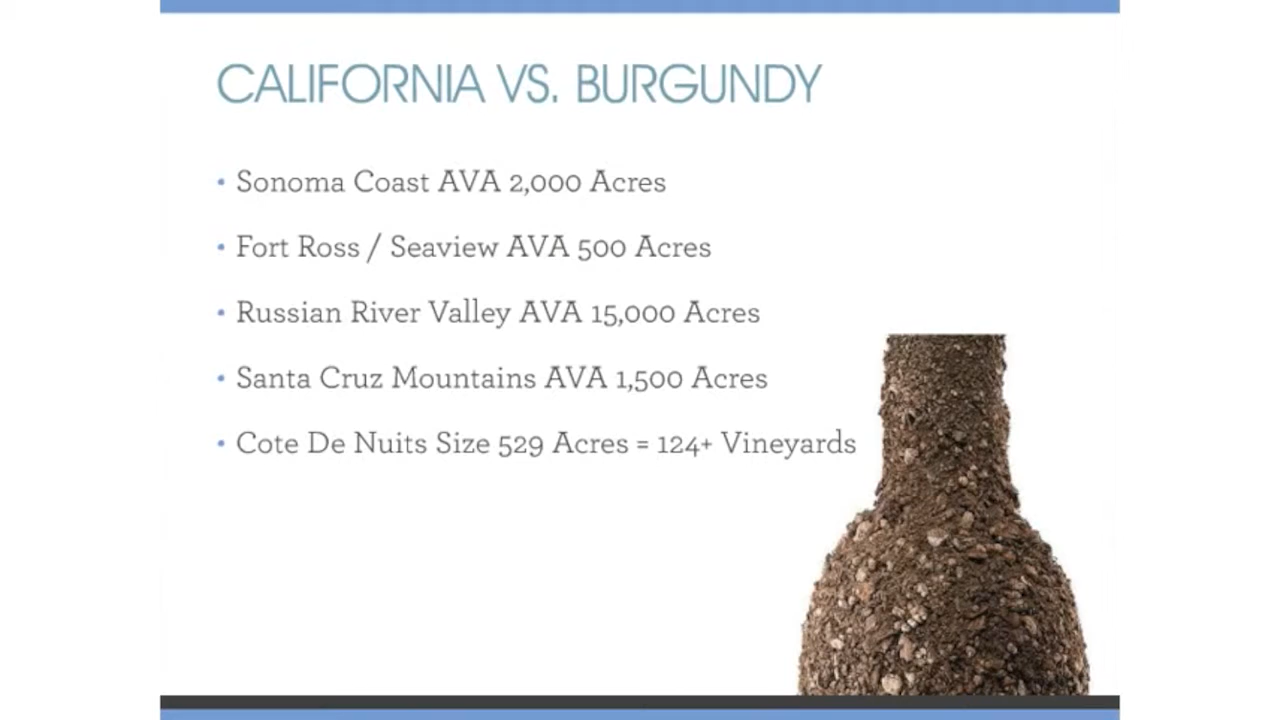 CALIFORNIA VS. BURGUNDY
• Sonoma Coast AVA 2,000 Acres
• Fort Ross / Seaview AVA 500 Acres
• Russian River Valley AVA 15,000 Acres
• Santa Cruz Mountains AVA 1,500 Acres
• Cote De Nuits Size 529 Acres = 124+ Vineyards